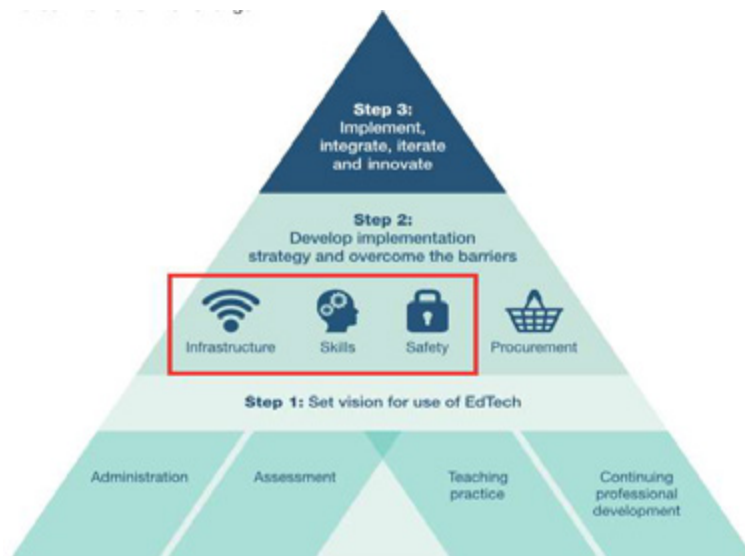 Step 3:
Implement,
integrate, iterate
and innovate
Step 2:
Develop implementation
strategy and overcome the barriers
Infrastructure Skills Safety Procurement
Step 1: Set vision for use of EdTech
Administration Assessment Teaching practice Continuing professional development